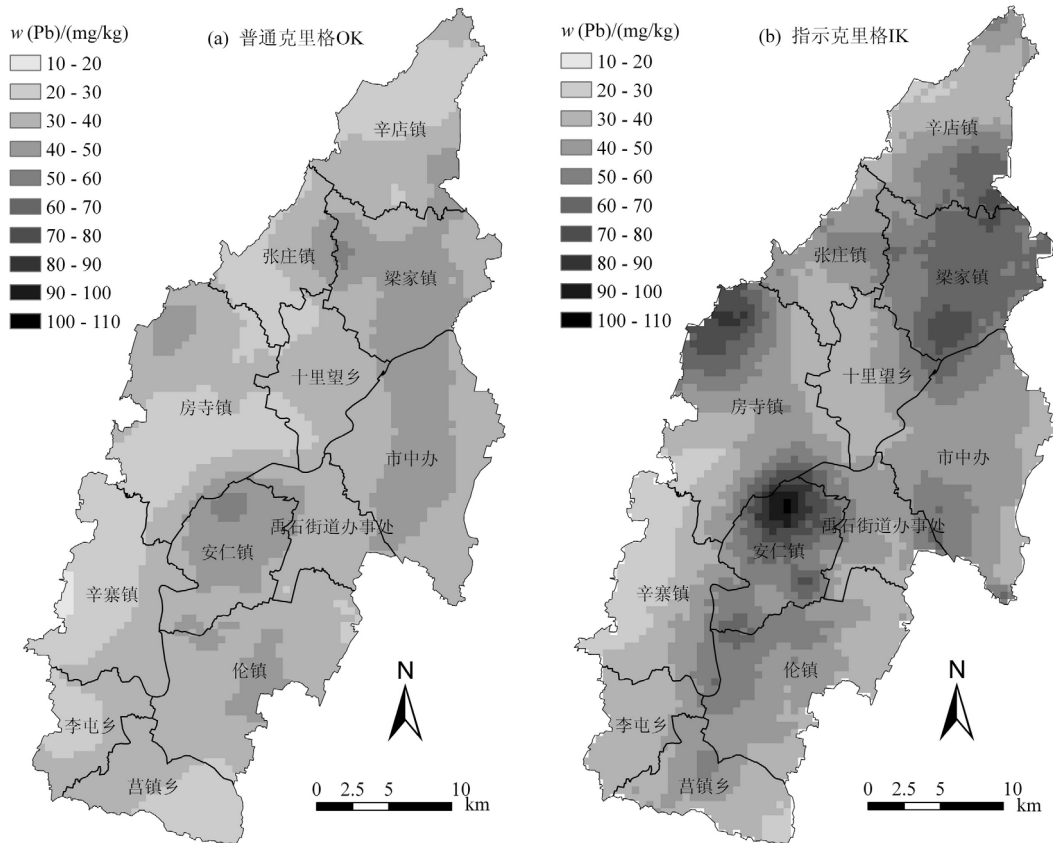 w (Pb)/(mg/kg)
10 - 20
20 - 30
30 - 40
40 - 50
50 - 60
60 - 70
70 - 80
80 - 90
90 - 100
100 - 110
(a) 普通克里格OK
辛店镇
张庄镇
梁家镇
十里望乡
房寺镇
市中办
禹石街道办事处
安仁镇
辛寨镇
伦镇
李屯乡
莒镇乡
N
0 2.5 5 10
km
w (Pb)/(mg/kg)
10 - 20
20 - 30
30 - 40
40 - 50
50 - 60
60 - 70
70 - 80
80 - 90
90 - 100
100 - 110
(b) 指示克里格IK
辛店镇
张庄镇
梁家镇
十里望乡
房寺镇
市中办
禹石街道办事处
安仁镇
辛寨镇
伦镇
李屯乡
莒镇乡
N
0 2.5 5 10
km